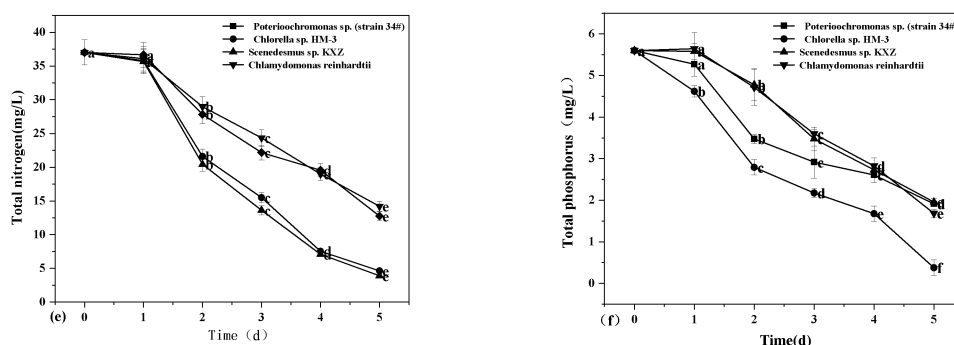 Poterioochromonas sp. (strain 34#)
Chlorella sp. HM-3
Scenedesmus sp. KXZ
Chlamydomonas reinhardtii
Total nitrogen(mg/L)
40
35
30
25
20
15
10
5
0
a
a
b
b
b
b
c
c
c
c
d
d
e
e
e
c
0 1 2 3 4 5
(e)
Time（d）
Poterioochromonas sp. (strain 34#)
Chlorella sp. HM-3
Scenedesmus sp. KXZ
Chlamydomonas reinhardtii
Total phosphorus（mg/L）
6
5
4
3
2
1
0
a
a
a
b
b
b
c
c
c
d
d
e
d
e
f
0 1 2 3 4 5
(f)
Time(d)